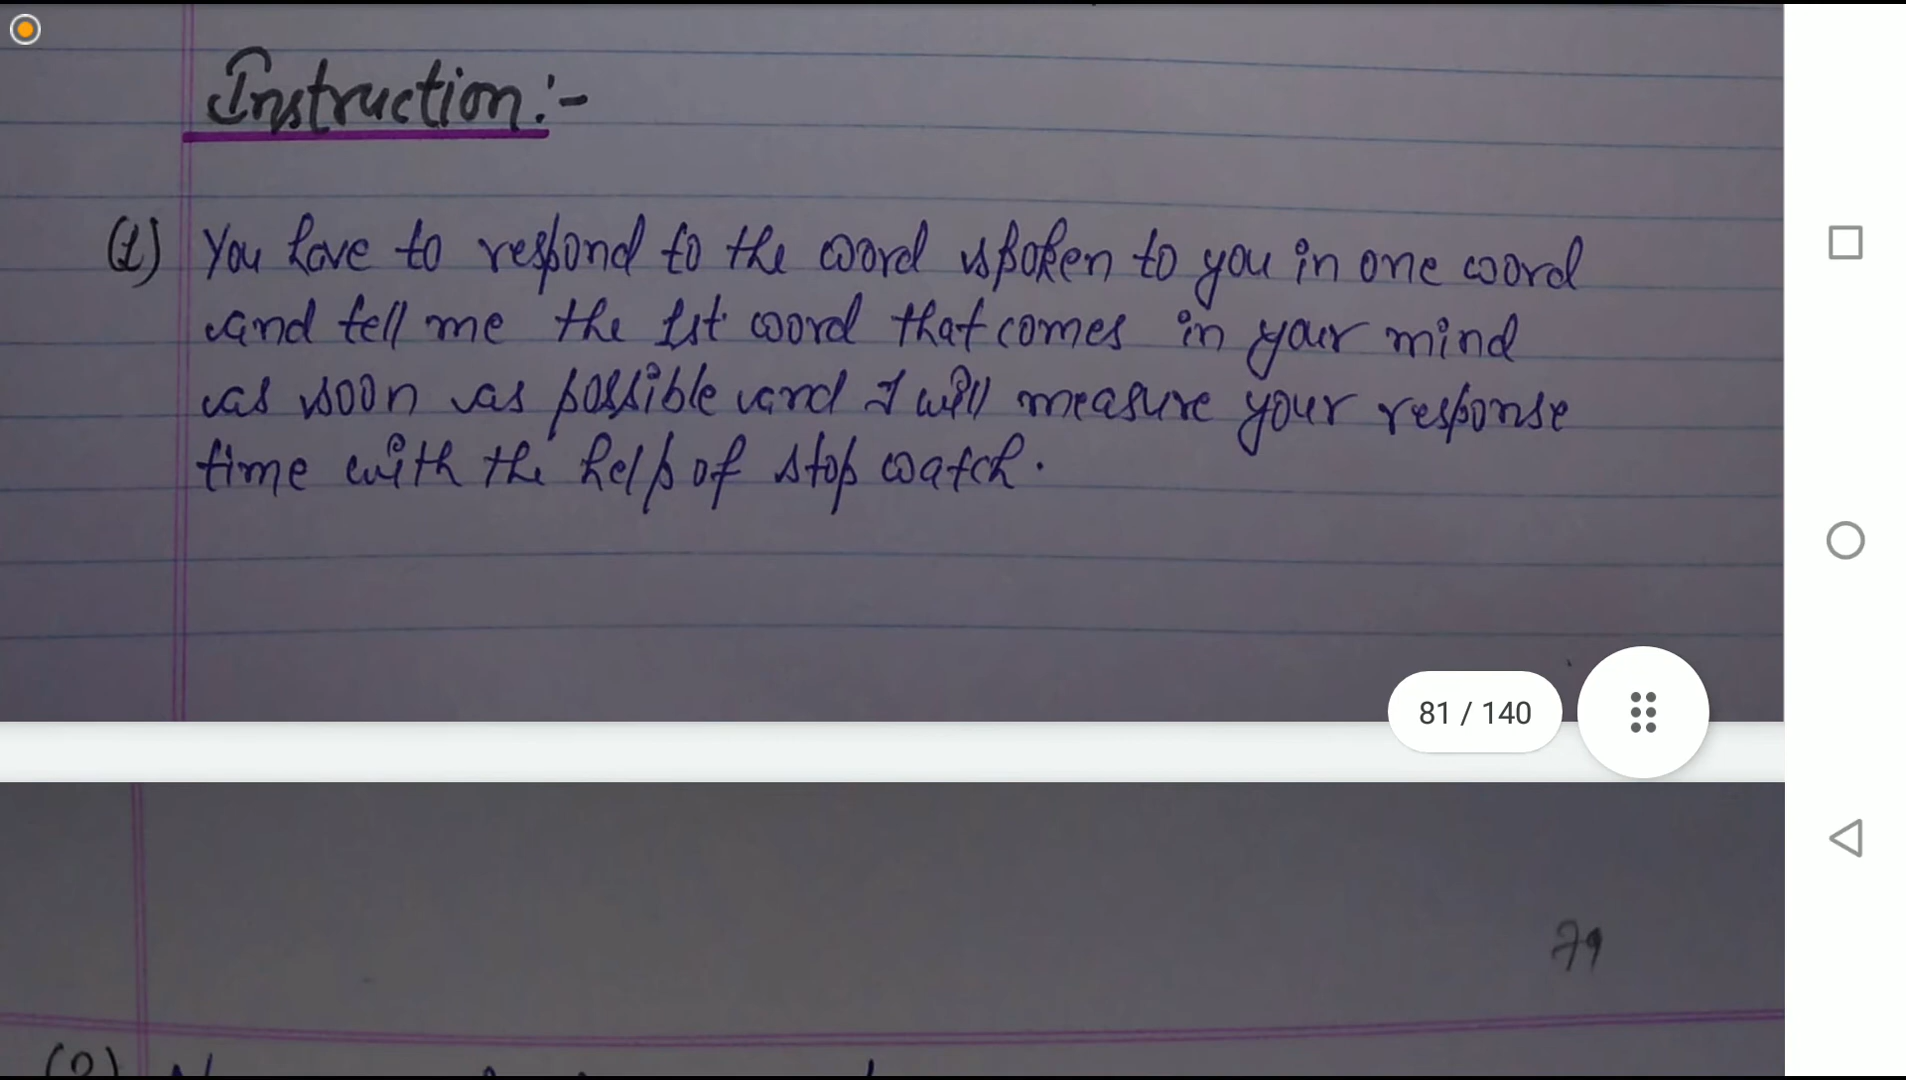 Instruction:-
(1) You have to respond to the word spoken to you in one word
and tell me the 1st word that comes in your mind
as soon as possible and I will measure your response
time with the help of stop watch.
81 / 140
79
(2)